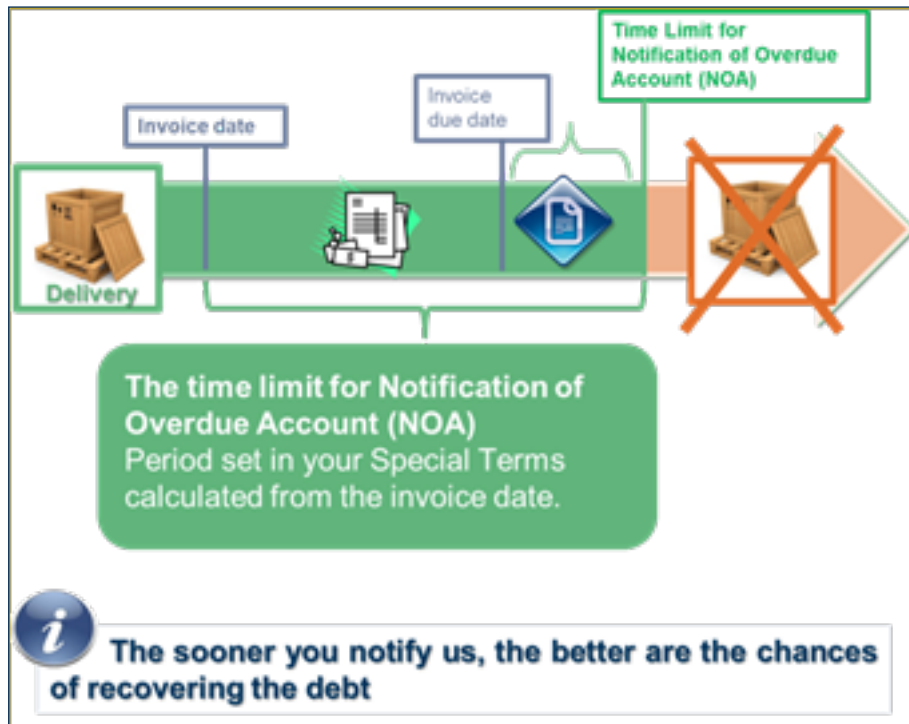 Time Limit for
Notification of Overdue
Account (NOA)
Invoice
due date
Invoice date
Delivery
The time limit for Notification of
Overdue Account (NOA)
Period set in your Special Terms
calculated from the invoice date.
i
The sooner you notify us, the better are the chances
of recovering the debt